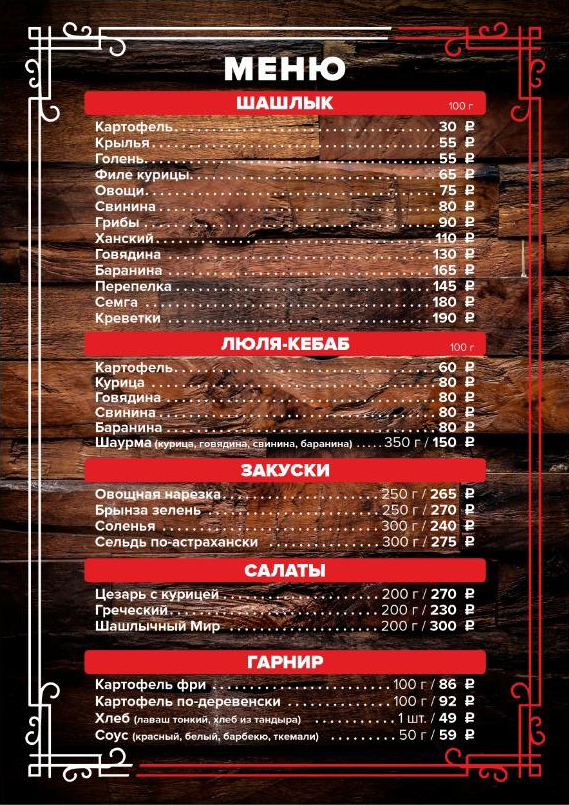 МЕНЮ
ШАШЛЫК 100 г
Картофель 30 ₽
Крылья 55 ₽
Голень 55 ₽
Филе курицы 65 ₽
Овощи 75 ₽
Свинина 80 ₽
Грибы 90 ₽
Ханский 110 ₽
Говядина 130 ₽
Баранина 165 ₽
Перепелка 145 ₽
Семга 180 ₽
Креветки 190 ₽
ЛЮЛЯ-КЕБАБ 100 г
Картофель 60 ₽
Курица 80 ₽
Говядина 80 ₽
Свинина 80 ₽
Баранина 80 ₽
Шаурма (курица, говядина, свинина, баранина) 350 г / 150 ₽
ЗАКУСКИ
Овощная нарезка 250 г / 265 ₽
Брынза зелень 250 г / 270 ₽
Соленья 300 г / 240 ₽
Сельдь по-астрахански 300 г / 275 ₽
САЛАТЫ
Цезарь с курицей 200 г / 270 ₽
Греческий 200 г / 230 ₽
Шашлычный Мир 200 г / 300 ₽
ГАРНИР
Картофель фри 100 г / 86 ₽
Картофель по-деревенски 100 г / 92 ₽
Хлеб (лаваш тонкий, хлеб из тандыра) 1 шт. / 49 ₽
Соус (красный, белый, барбекю, ткемали) 50 г / 59 ₽